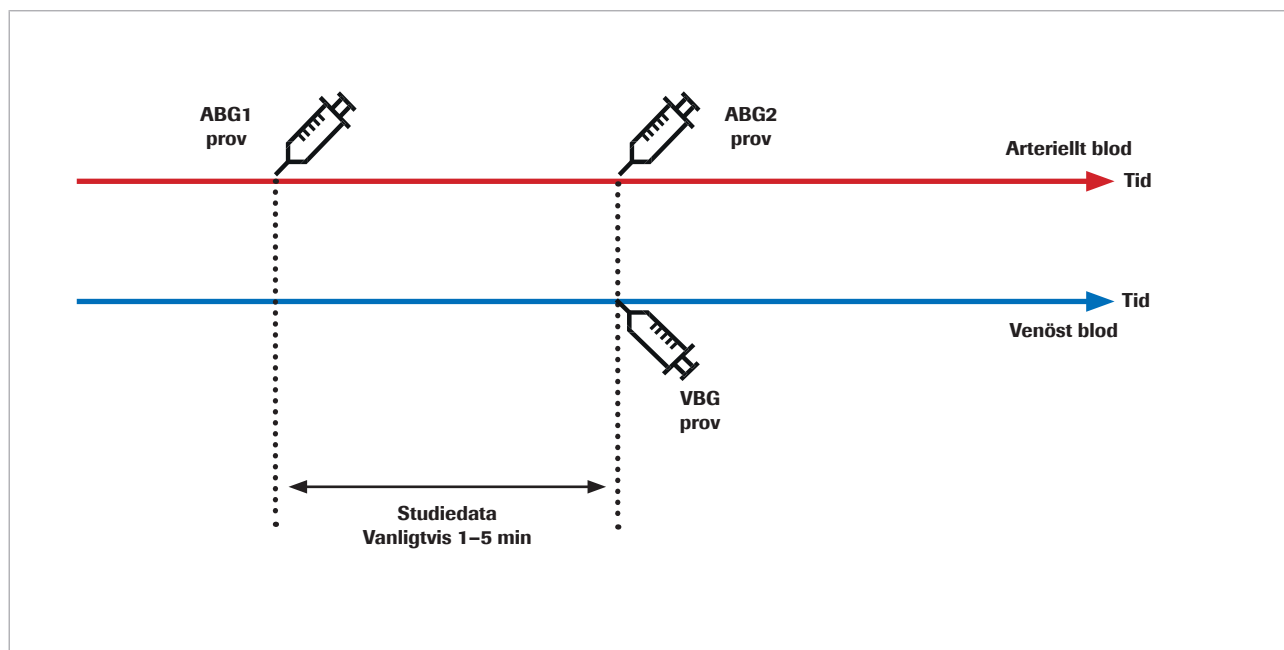 ABG1
prov
ABG2
prov
Arteriellt blod
Tid
Tid
Venöst blod
VBG
prov
Studiedata
Vanligtvis 1–5 min